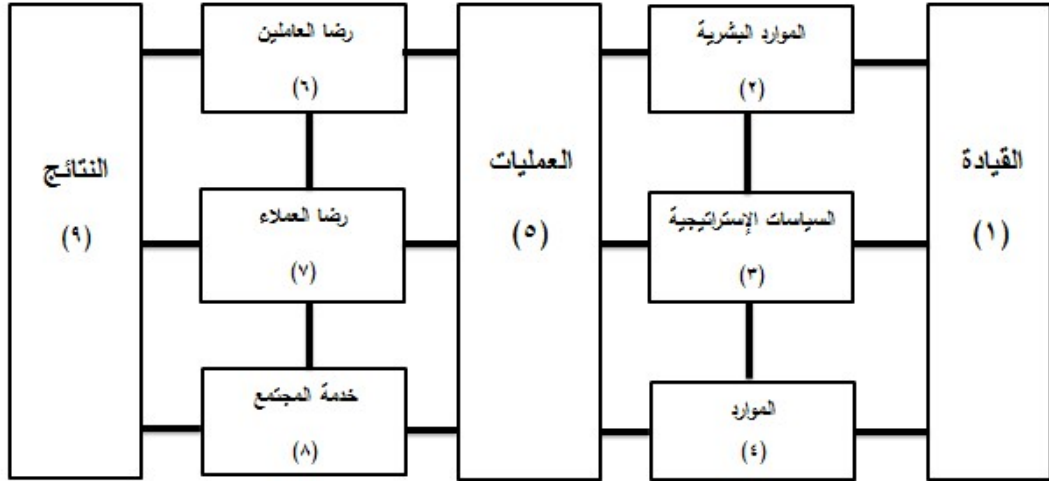 القيادة
(١)
الموارد البشرية
(٢)
السياسات الإستراتيجية
(٣)
الموارد
(٤)
العمليات
(٥)
رضا العاملين
(٦)
رضا العملاء
(٧)
خدمة المجتمع
(٨)
النتائج
(٩)